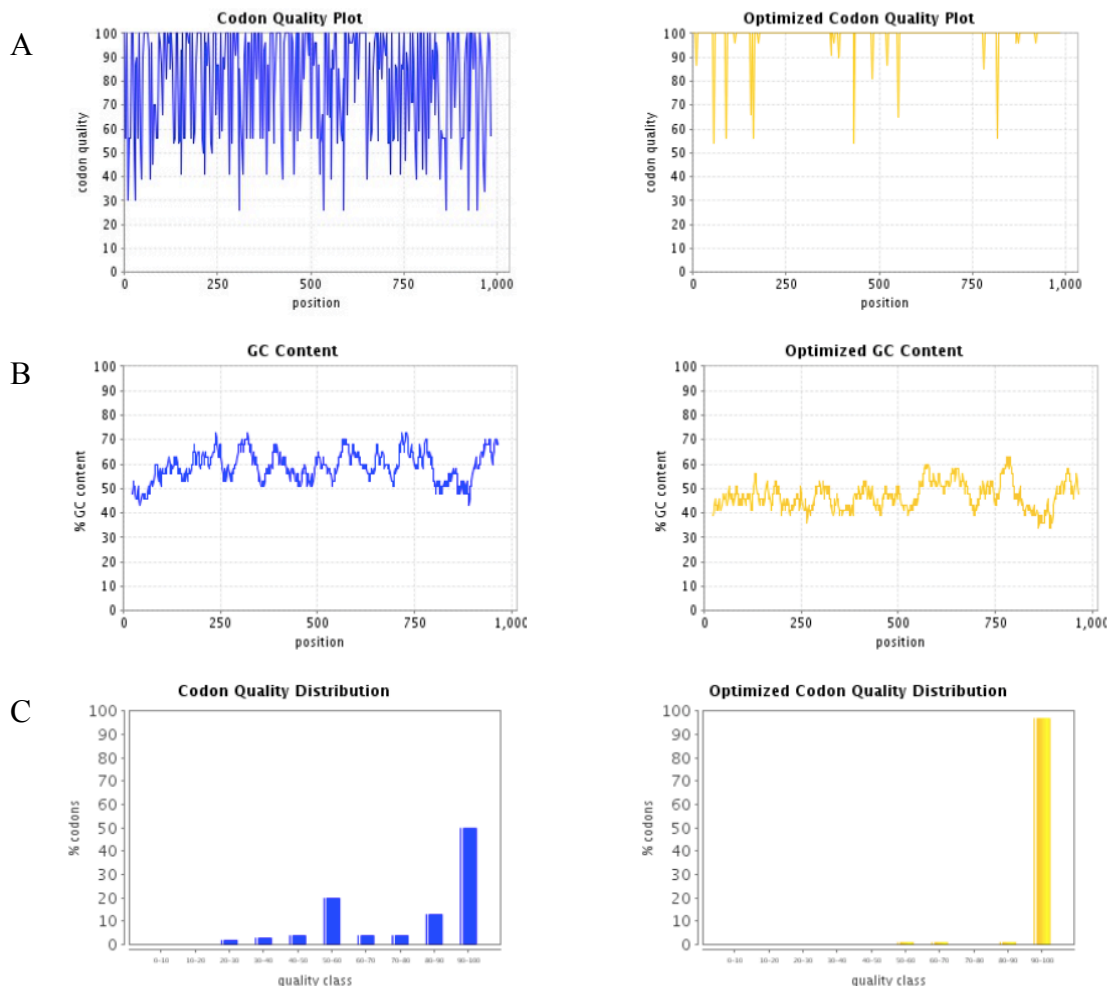 A
Codon Quality Plot
codon quality
100
90
80
70
60
50
40
30
20
10
0
0 250 500 750 1,000
position
Optimized Codon Quality Plot
codon quality
100
90
80
70
60
50
40
30
20
10
0
0 250 500 750 1,000
position
B
GC Content
% GC content
100
90
80
70
60
50
40
30
20
10
0
0 250 500 750 1,000
position
Optimized GC Content
% GC content
100
90
80
70
60
50
40
30
20
10
0
0 250 500 750 1,000
position
C
Codon Quality Distribution
% codons
100
90
80
70
60
50
40
30
20
10
0
0-10 10-20 20-30 30-40 40-50 50-60 60-70 70-80 80-90 90-100
quality class
Optimized Codon Quality Distribution
% codons
100
90
80
70
60
50
40
30
20
10
0
0-10 10-20 20-30 30-40 40-50 50-60 60-70 70-80 80-90 90-100
quality class